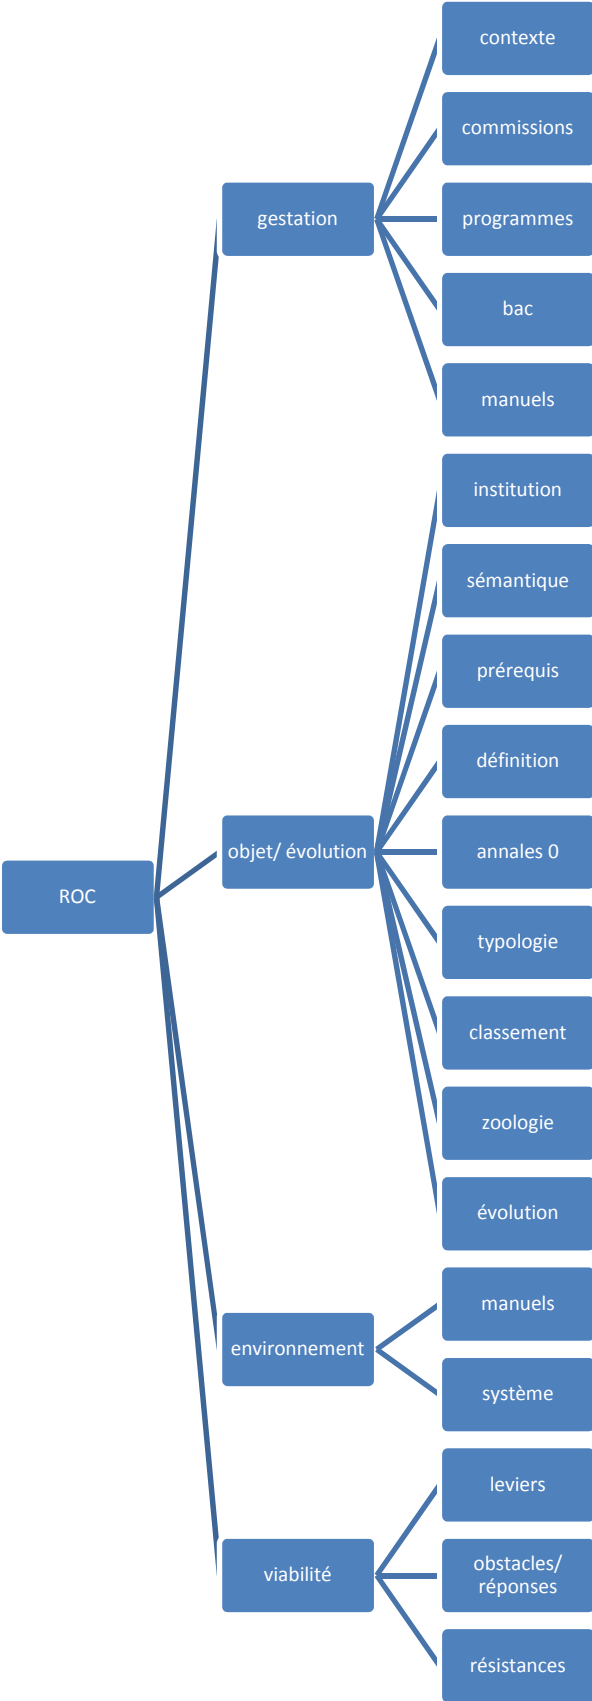 ROC
gestation
contexte
commissions
programmes
bac
manuels
objet/ évolution
institution
sémantique
prérequis
définition
annales 0
typologie
classement
zoologie
évolution
environnement
manuels
système
viabilité
leviers
obstacles/
réponses
résistances